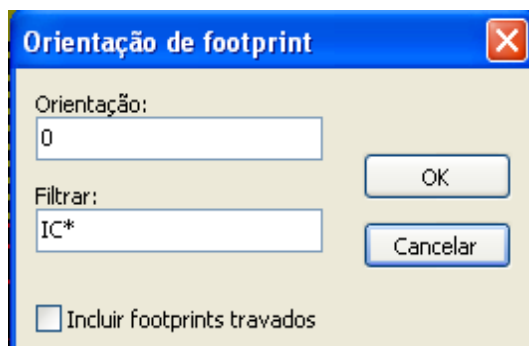 Orientação de footprint
Orientação:
0
OK
Filtrar:
IC*
Cancelar
Incluir footprints travados